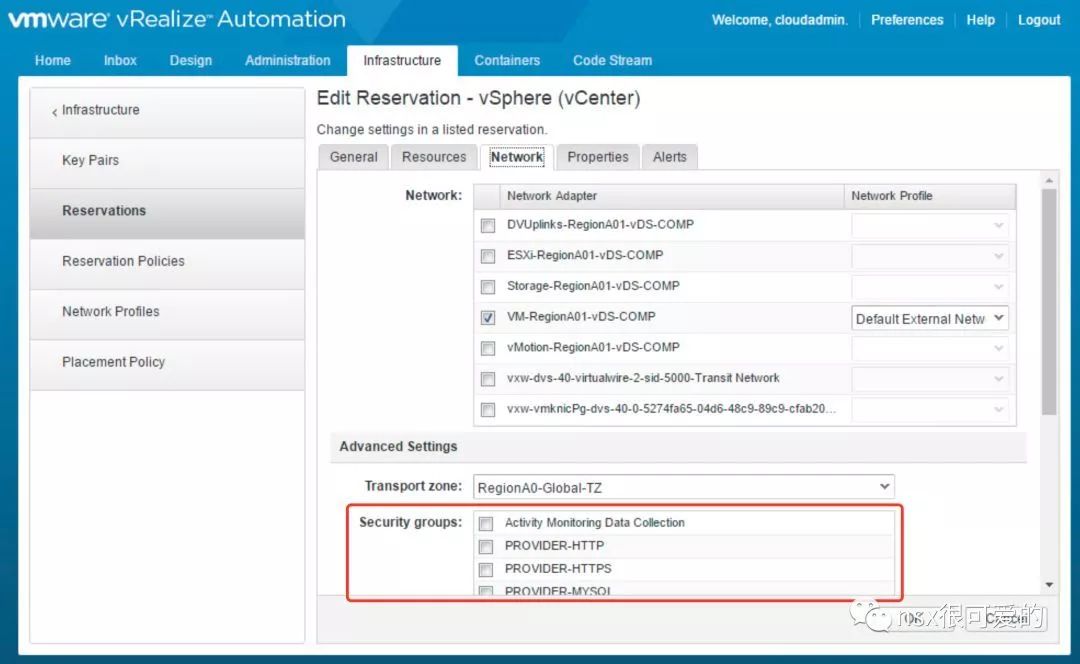 vmware® vRealize™ Automation
Welcome, cloudadmin. Preferences Help Logout
Home Inbox Design Administration Infrastructure Containers Code Stream
< Infrastructure
Key Pairs
Reservations
Reservation Policies
Network Profiles
Placement Policy
Edit Reservation - vSphere (vCenter)
Change settings in a listed reservation.
General Resources Network Properties Alerts
Network:
Network Adapter Network Profile
DVUplinks-RegionA01-vDS-COMP
ESXi-RegionA01-vDS-COMP
Storage-RegionA01-vDS-COMP
VM-RegionA01-vDS-COMP Default External Netw
vMotion-RegionA01-vDS-COMP
vxw-dvs-40-virtualwire-2-sid-5000-Transit Network
vxw-vmknicPg-dvs-40-0-5274fa65-04d6-48c9-89c9-cfab20...
Advanced Settings
Transport zone: RegionA0-Global-TZ
Security groups:
Activity Monitoring Data Collection
PROVIDER-HTTP
PROVIDER-HTTPS
PROVIDER-MYSQL
OK Cancel
nsx很可爱的